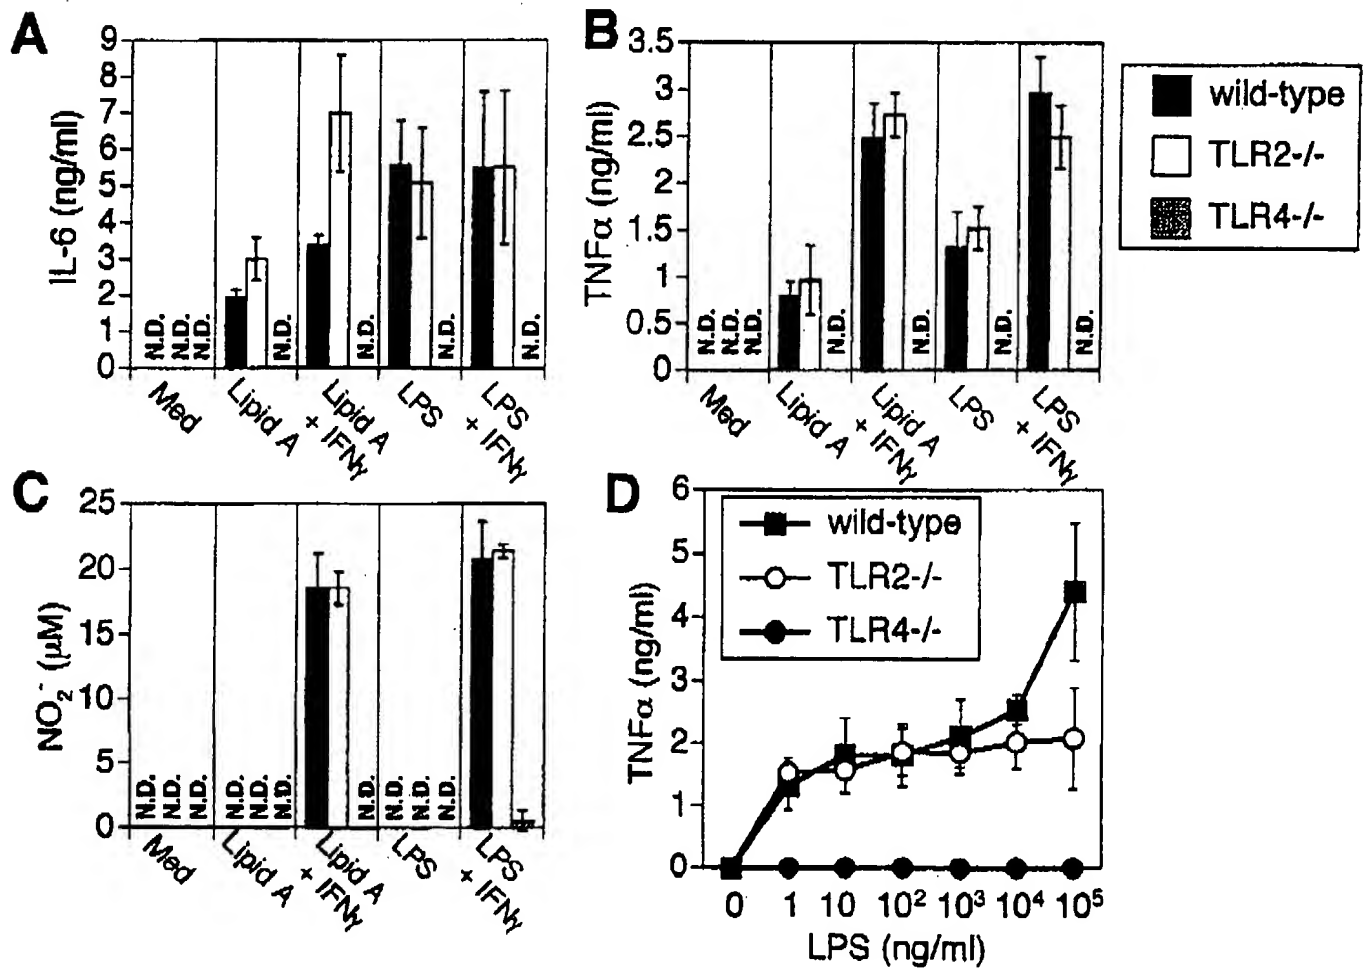 A
IL-6 (ng/ml)
9
8
7
6
5
4
3
2
1
0
N.D. N.D. N.D. N.D. N.D. N.D. N.D.
Med
Lipid A
Lipid A
+ IFNγ
LPS
LPS
+ IFNγ
B
TNFα (ng/ml)
3.5
3
2.5
2
1.5
1
0.5
0
N.D. N.D. N.D. N.D. N.D. N.D. N.D.
Med
Lipid A
Lipid A
+ IFNγ
LPS
LPS
+ IFNγ
wild-type
TLR2-/-
TLR4-/-
C
NO₂⁻ (μM)
25
20
15
10
5
0
N.D. N.D. N.D. N.D. N.D. N.D. N.D. N.D. N.D. N.D.
Med
Lipid A
Lipid A
+ IFNγ
LPS
LPS
+ IFNγ
D
TNFα (ng/ml)
6
5
4
3
2
1
0
wild-type
TLR2-/-
TLR4-/-
0 1 10 10² 10³ 10⁴ 10⁵
LPS (ng/ml)